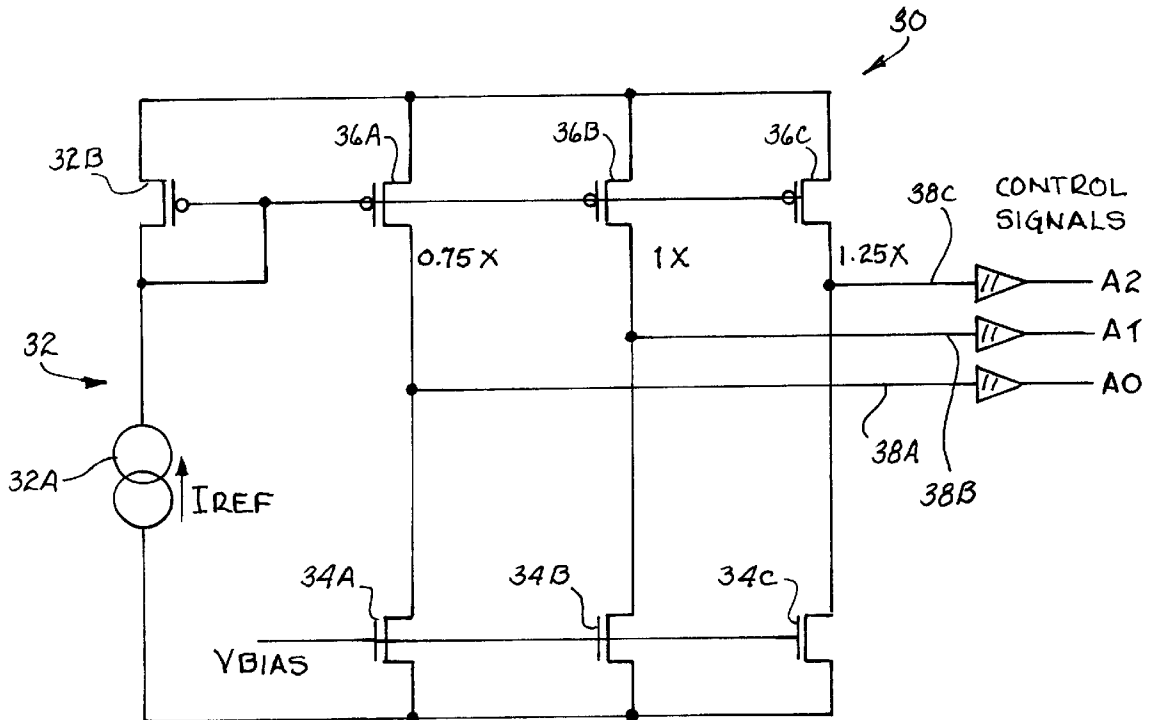 30
36A
36B
36C
32B
38C
CONTROL
SIGNALS
0.75X
1X
1.25X
A2
A1
32
A0
38A
32A
38B
IREF
34A
34B
34C
VBIAS